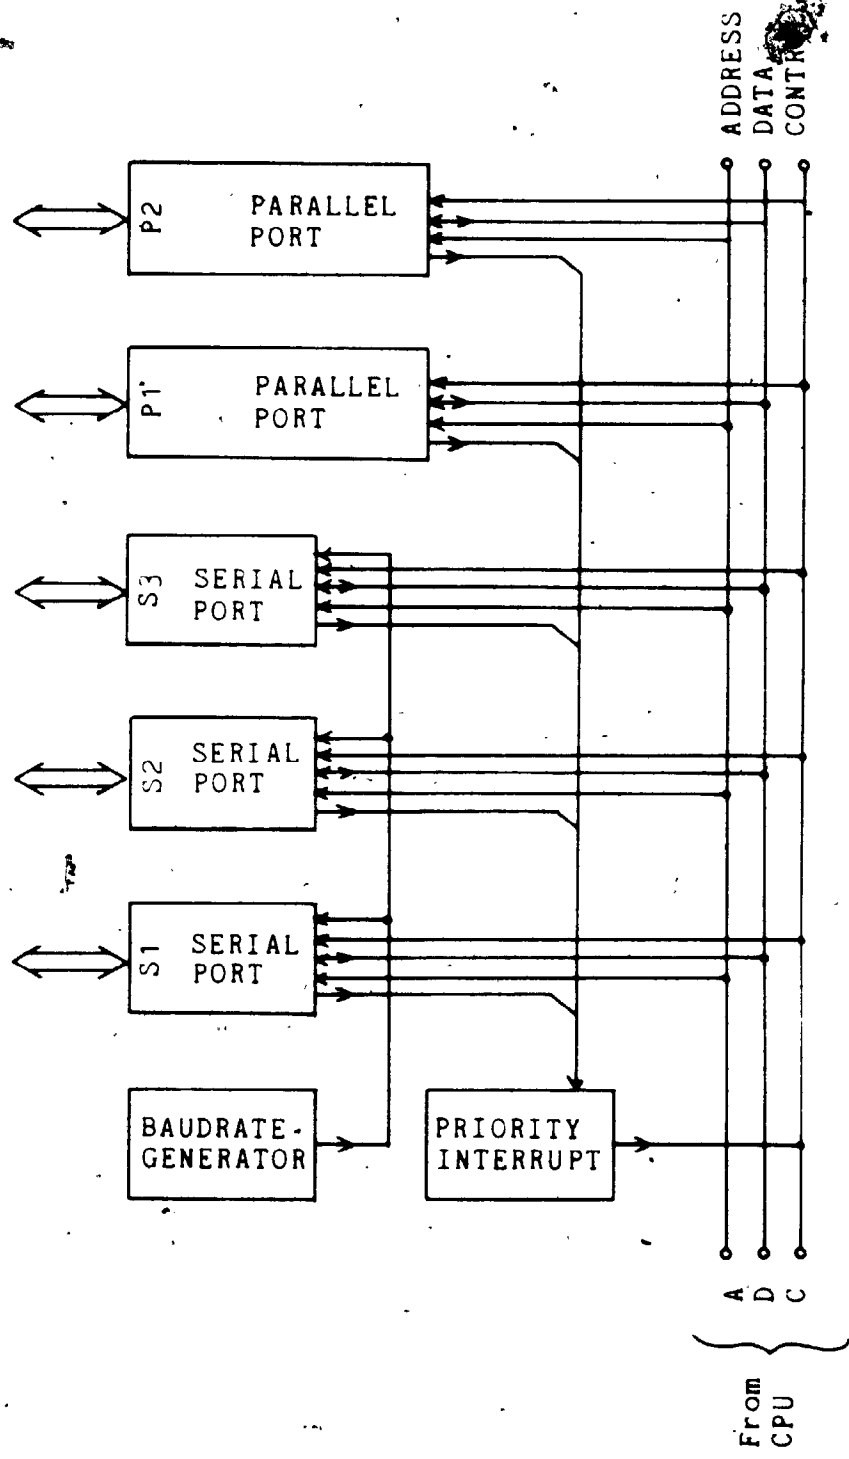 ADDRESS
DATA
CONTR
P2
PARALLEL
PORT
P1
PARALLEL
PORT
S3
SERIAL
PORT
S2
SERIAL
PORT
S1
SERIAL
PORT
BAUDRATE-
GENERATOR
PRIORITY
INTERRUPT
A
D
C
From
CPU